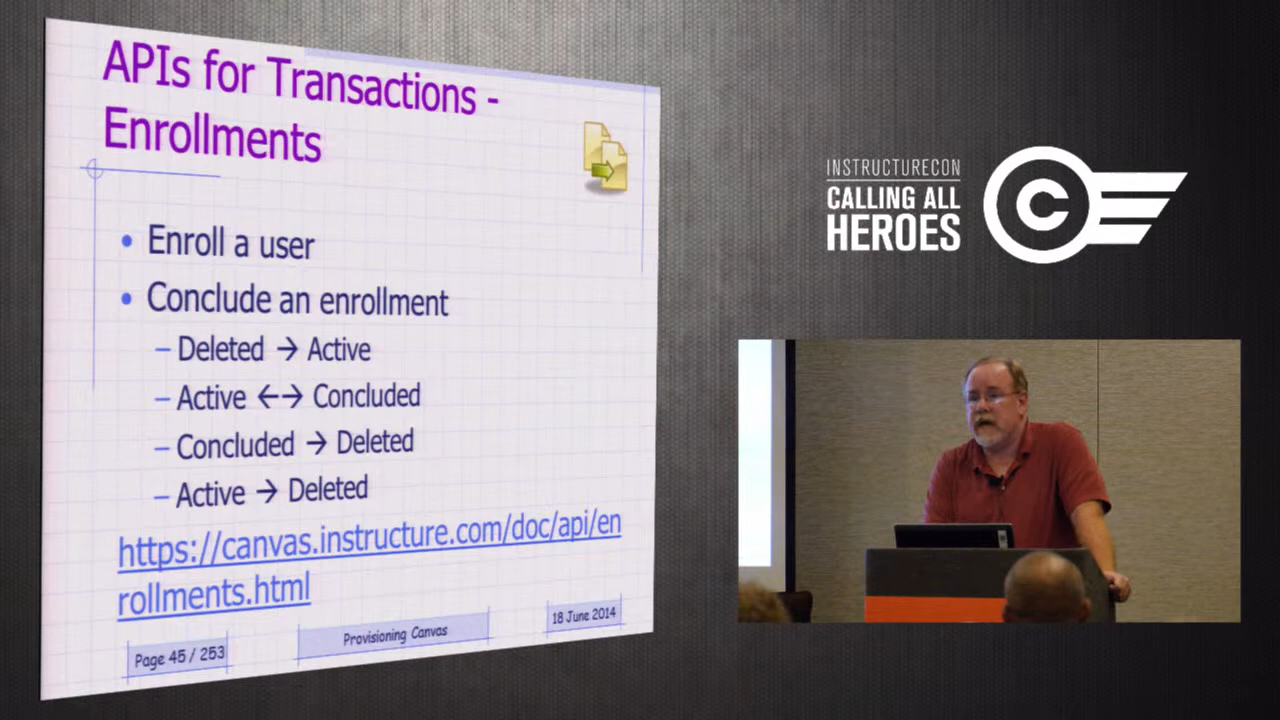 APIs for Transactions -
Enrollments
• Enroll a user
• Conclude an enrollment
– Deleted → Active
– Active ←→ Concluded
– Concluded → Deleted
– Active → Deleted
https://canvas.instructure.com/doc/api/en
rollments.html
Page 45 / 253
Provisioning Canvas
18 June 2014
INSTRUCTURECON
CALLING ALL
HEROES
C